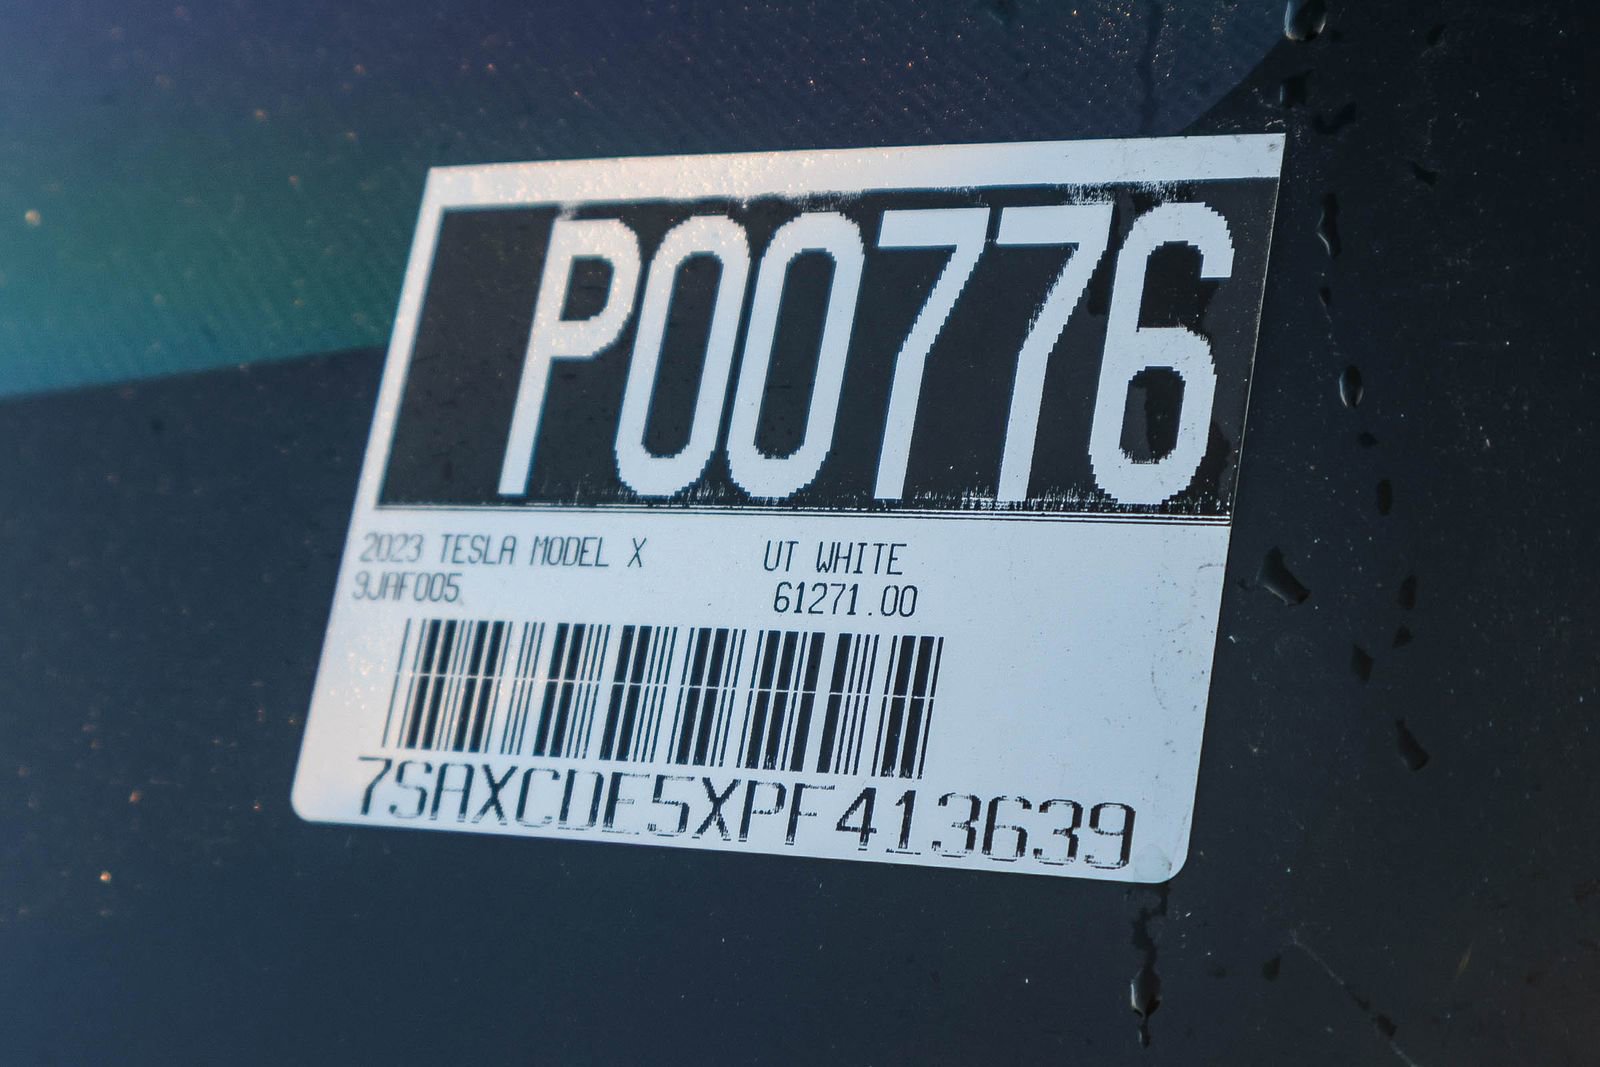 P00776
2023 TESLA MODEL X UT WHITE
9JAF005 61271.00
7SAXCDE5XPF413639